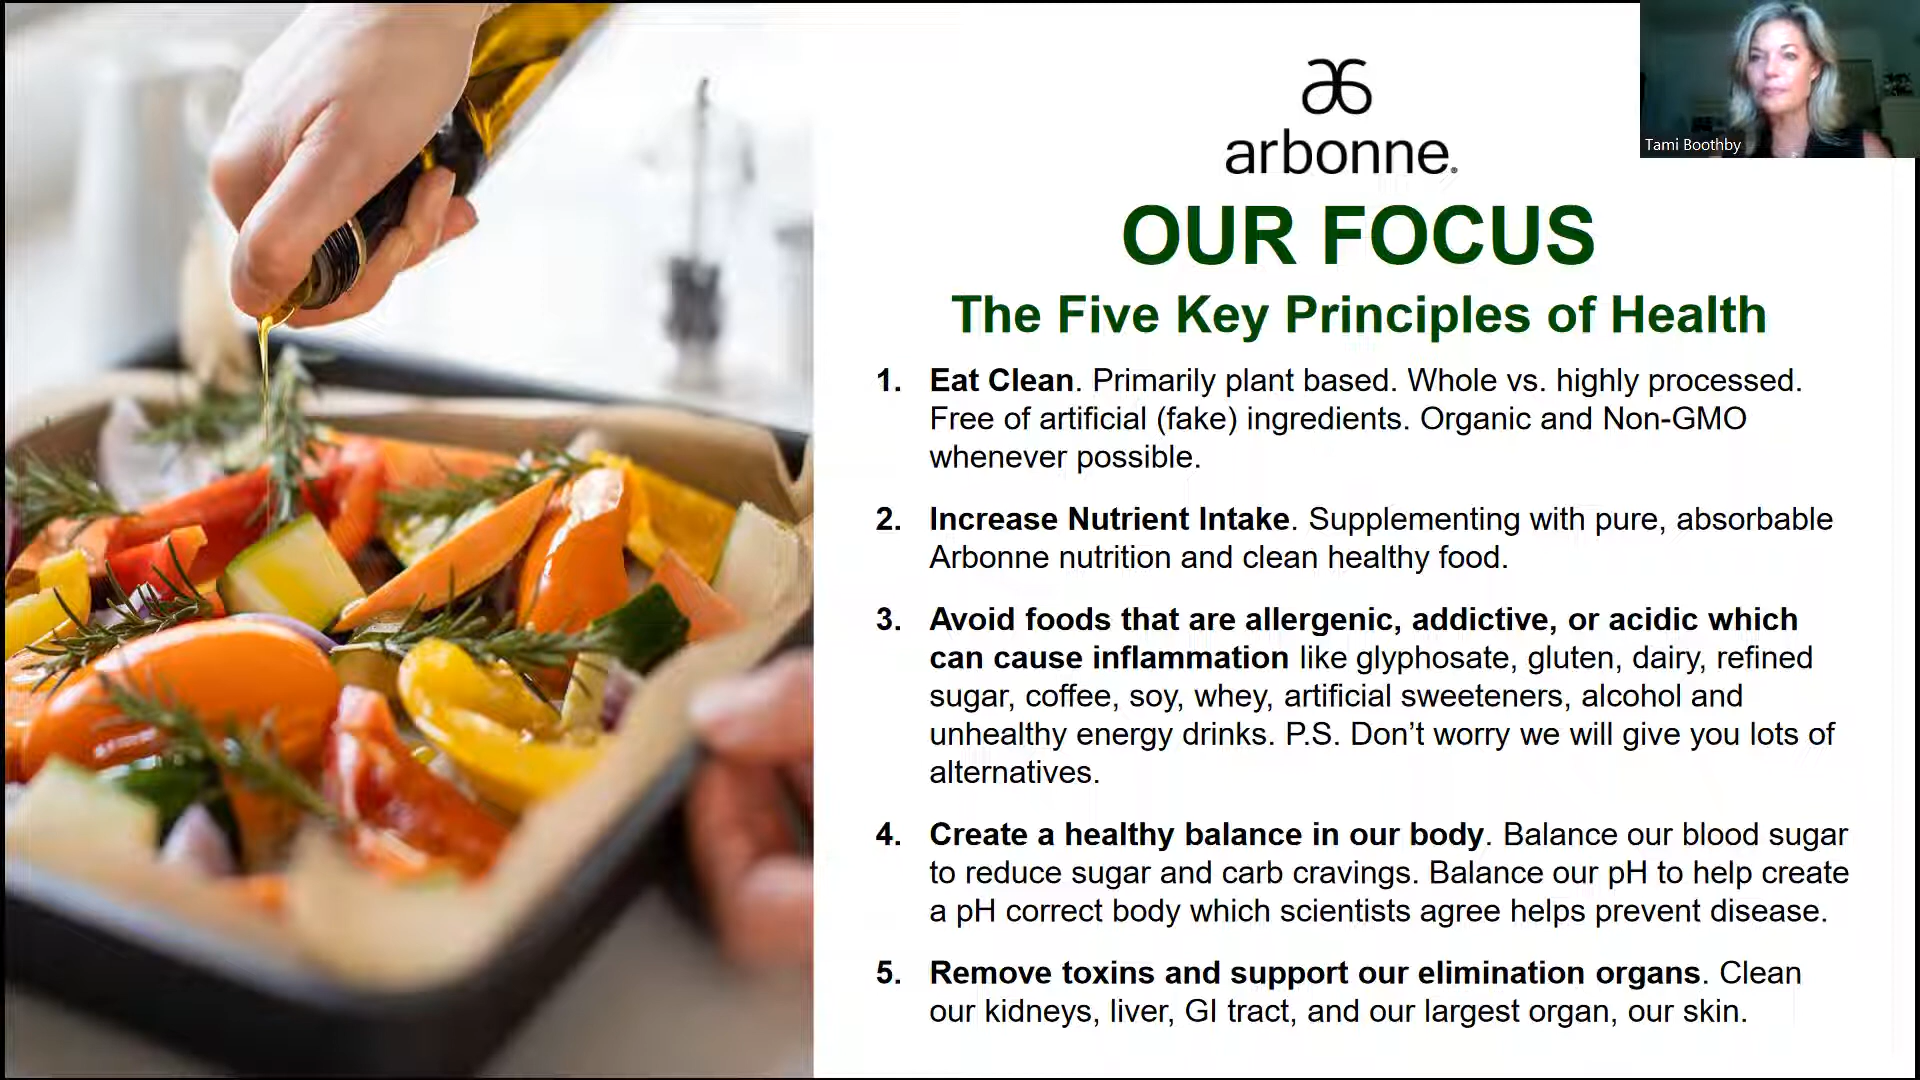 arbonne.
Tami Boothby
OUR FOCUS
The Five Key Principles of Health
1. Eat Clean. Primarily plant based. Whole vs. highly processed.
Free of artificial (fake) ingredients. Organic and Non-GMO
whenever possible.
2. Increase Nutrient Intake. Supplementing with pure, absorbable
Arbonne nutrition and clean healthy food.
3. Avoid foods that are allergenic, addictive, or acidic which
can cause inflammation like glyphosate, gluten, dairy, refined
sugar, coffee, soy, whey, artificial sweeteners, alcohol and
unhealthy energy drinks. P.S. Don’t worry we will give you lots of
alternatives.
4. Create a healthy balance in our body. Balance our blood sugar
to reduce sugar and carb cravings. Balance our pH to help create
a pH correct body which scientists agree helps prevent disease.
5. Remove toxins and support our elimination organs. Clean
our kidneys, liver, GI tract, and our largest organ, our skin.